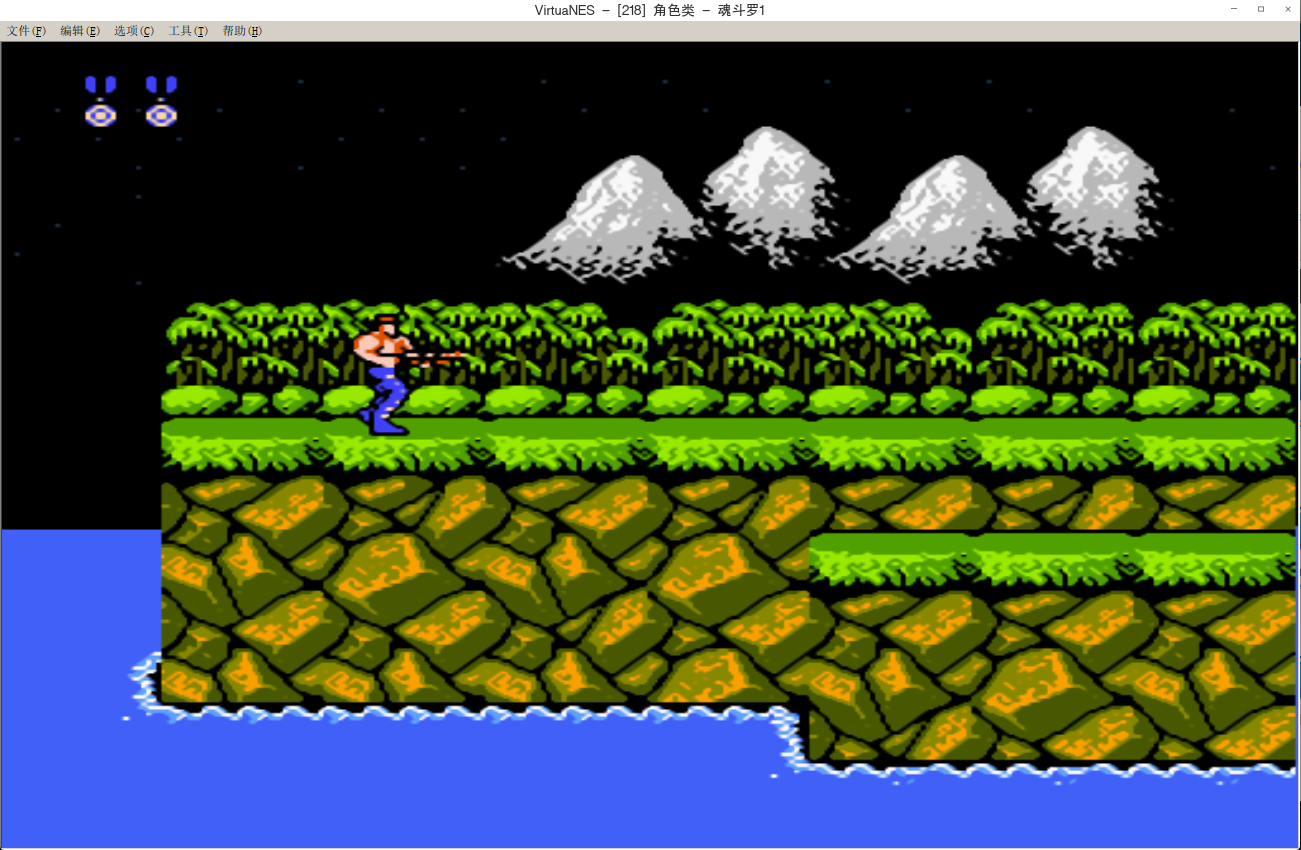 VirtuaNES - [218] 角色类 - 魂斗罗1
文件(F) 编辑(E) 选项(C) 工具(T) 帮助(H)